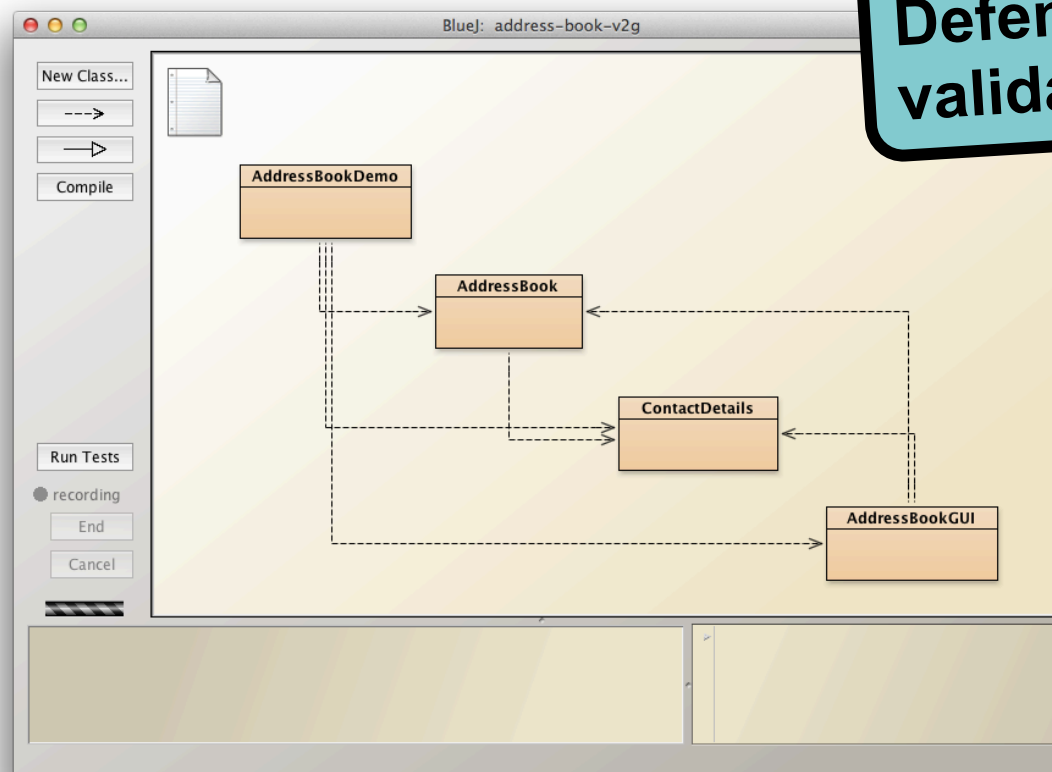 BlueJ: address-book-v2g
New Class...
Compile
AddressBookDemo
AddressBook
ContactDetails
AddressBookGUI
Run Tests
recording
End
Cancel